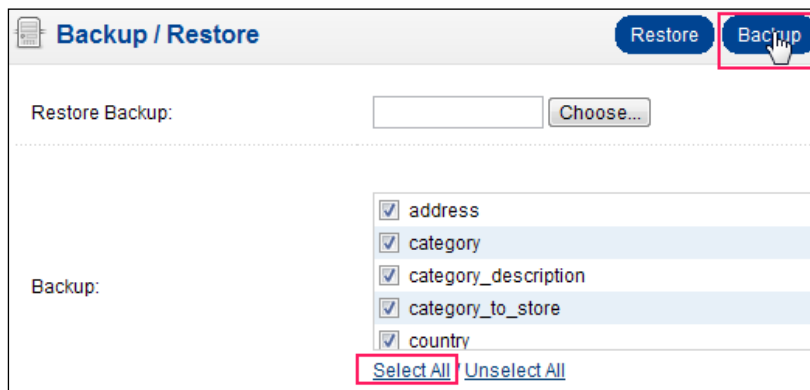 Backup / Restore Restore Backup
Restore Backup: Choose...
address
category
category_description
Backup:
category_to_store
country
Select All / Unselect All